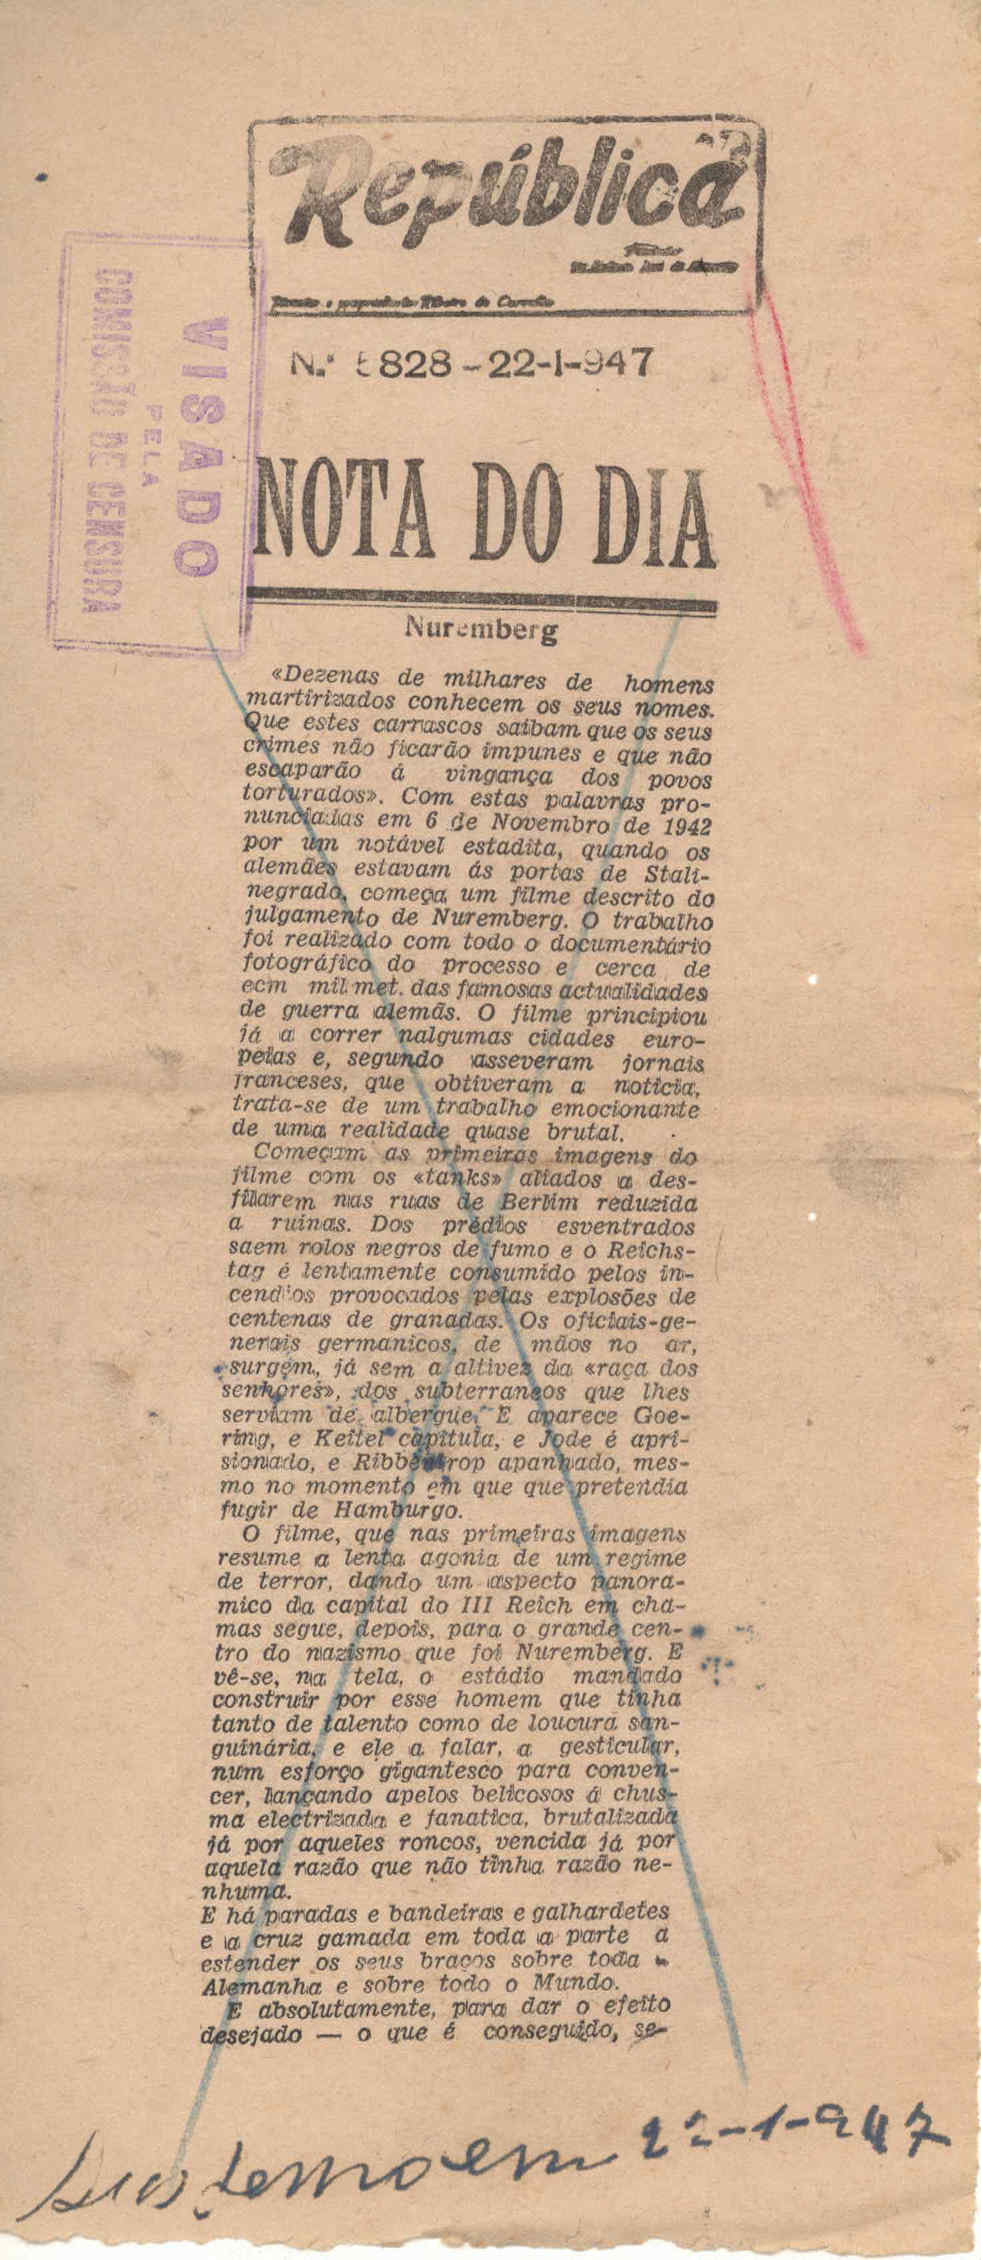 República
Fundador
Dr. António José de Almeida
Director e proprietario Ribeiro de Carvalho
N.º 5828 - 22-1-947
VISADO
PELA
COMISSÃO DE CENSURA
NOTA DO DIA
Nuremberg
«Dezenas de milhares de homens
martirizados conhecem os seus nomes.
Que estes carrascos saibam que os seus
crimes não ficarão impunes e que não
escaparão á vingança dos povos
torturados». Com estas palavras pro-
nunciadas em 6 de Novembro de 1942
por um notável estadita, quando os
alemães estavam ás portas de Stali-
negrado, começa um filme descrito do
julgamento de Nuremberg. O trabalho
foi realizado com todo o documentário
fotográfico do processo e cerca de
ecm mil met. das famosas actualidades
de guerra alemãs. O filme principiou
já a correr nalgumas cidades euro-
peias e, segundo asseveram jornais
franceses, que obtiveram a noticia,
trata-se de um trabalho emocionante
de uma realidade quase brutal.
Começam as primeiras imagens do
filme com os «tanks» aliados a des-
filarem nas ruas de Berlim reduzida
a ruinas. Dos prédios esventrados
saem rolos negros de fumo e o Reichs-
tag é lentamente consumido pelos in-
cendios provocados pelas explosões de
centenas de granadas. Os oficiais-ge-
nerais germanicos, de mãos no ar,
surgem, já sem a altivez da «raça dos
senhores», dos subterraneos que lhes
serviam de albergue. E aparece Goe-
ring, e Keitel capitula, e Jode é apri-
sionado, e Ribbentrop apanhado, mes-
mo no momento em que que pretendia
fugir de Hamburgo.
O filme, que nas primeiras imagens
resume a lenta agonia de um regime
de terror, dando um aspecto panora-
mico da capital do III Reich em cha-
mas segue, depois, para o grande cen-
tro do nazismo que foi Nuremberg. E
vê-se, na tela, o estádio mandado
construir por esse homem que tinha
tanto de talento como de loucura san-
guinária, e ele a falar, a gesticular,
num esforço gigantesco para conven-
cer, lançando apelos belicosos á chus-
ma electrizada e fanatica, brutalizada
já por aqueles roncos, vencida já por
aquela razão que não tinha razão ne-
nhuma.
E há paradas e bandeiras e galhardetes
e a cruz gamada em toda a parte a
estender os seus braços sobre toda a
Alemanha e sobre todo o Mundo.
E absolutamente, para dar o efeito
desejado — o que é conseguido, se-
em 22-1-947